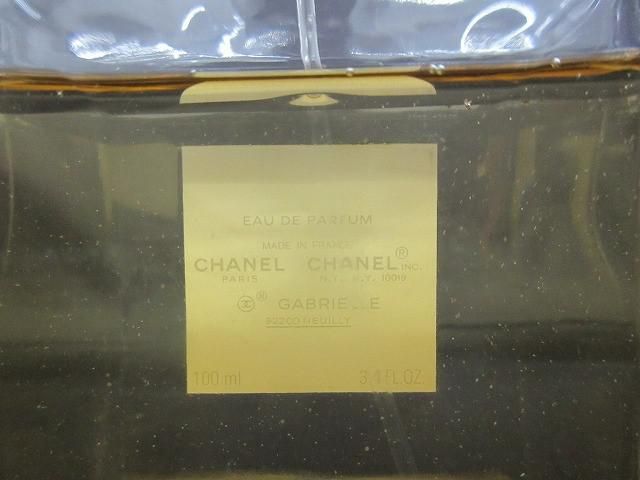 EAU DE PARFUM
MADE IN FRANCE
CHANEL CHANEL® INC.
PARIS N.Y. N.Y. 10019
® GABRIELLE
92200 NEUILLY
100 ml 3.4 FL.OZ.